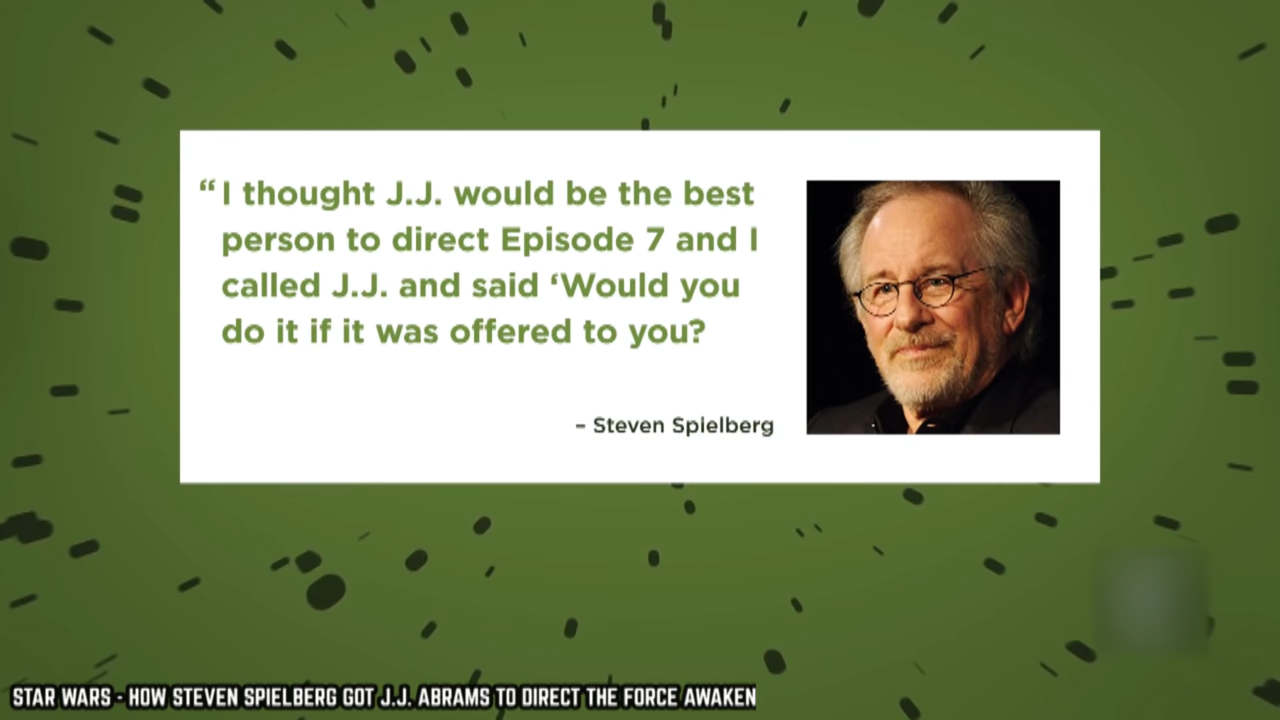 “I thought J.J. would be the best
person to direct Episode 7 and I
called J.J. and said ‘Would you
do it if it was offered to you?
– Steven Spielberg
STAR WARS - HOW STEVEN SPIELBERG GOT J.J. ABRAMS TO DIRECT THE FORCE AWAKEN